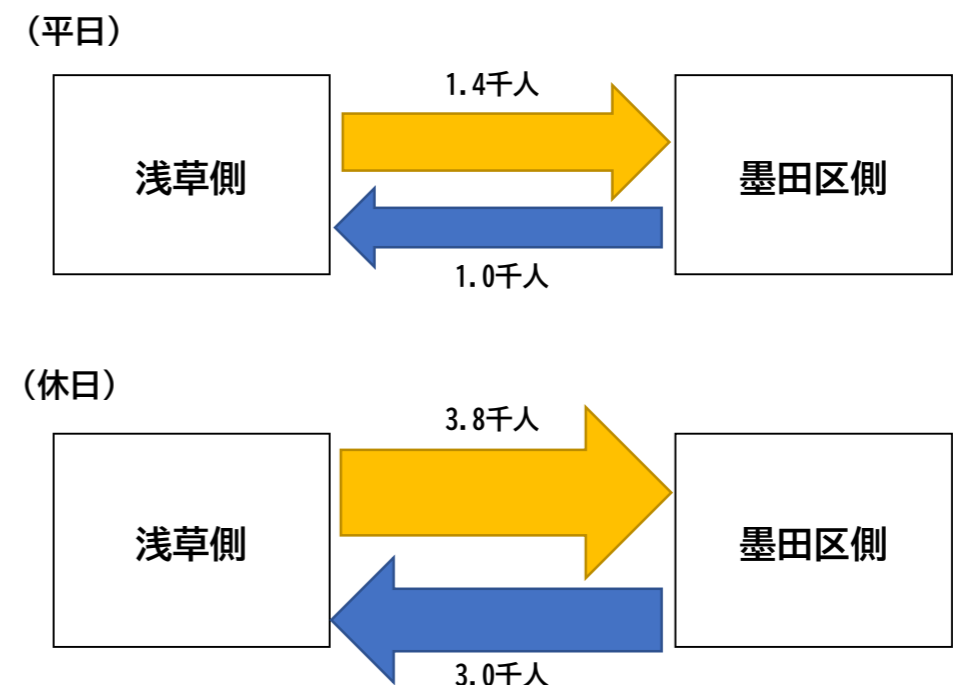 （平日）
1.4千人
浅草側
墨田区側
1.0千人
（休日）
3.8千人
浅草側
墨田区側
3.0千人